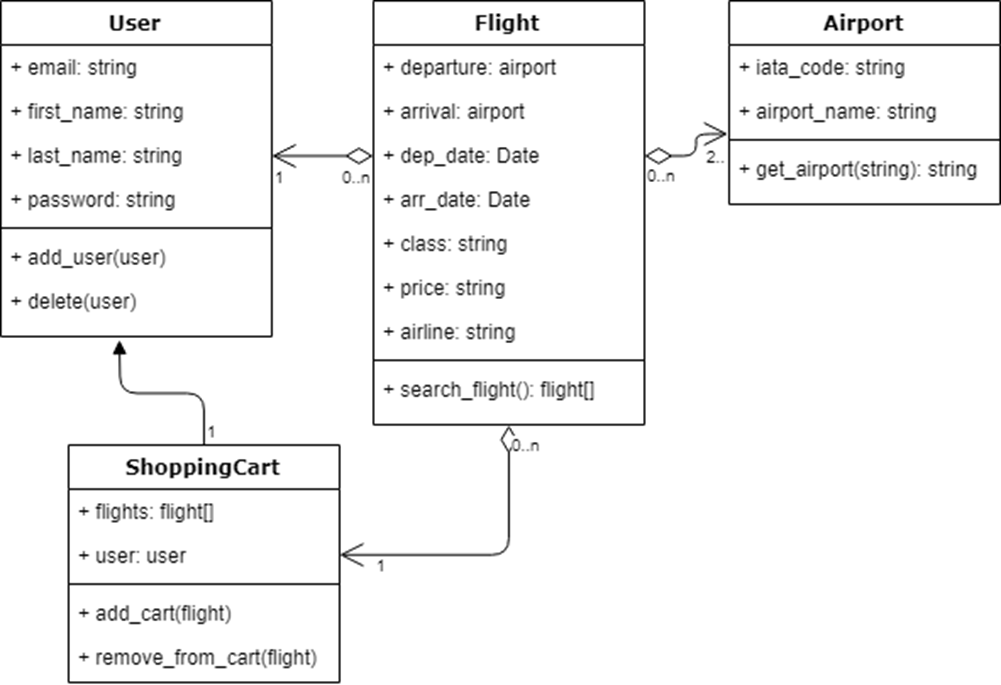 User
+ email: string
+ first_name: string
+ last_name: string
+ password: string
+ add_user(user)
+ delete(user)
1
0..n
Flight
+ departure: airport
+ arrival: airport
+ dep_date: Date
+ arr_date: Date
+ class: string
+ price: string
+ airline: string
+ search_flight(): flight[]
0..n
2..
Airport
+ iata_code: string
+ airport_name: string
+ get_airport(string): string
1
0..n
ShoppingCart
+ flights: flight[]
+ user: user
+ add_cart(flight)
+ remove_from_cart(flight)
1